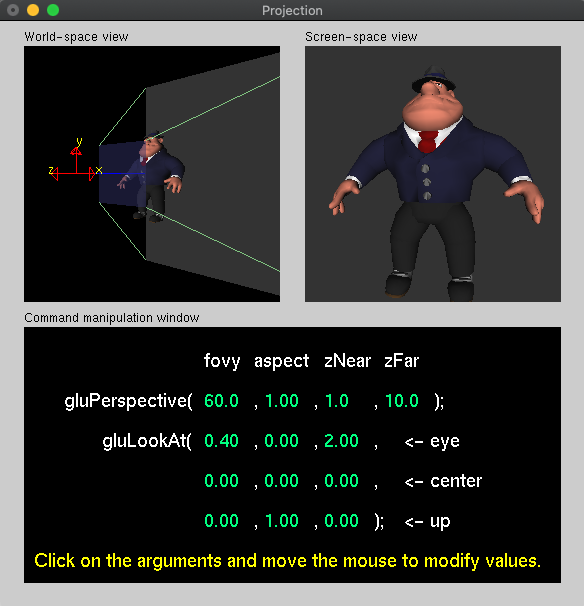 Projection
World-space view
Screen-space view
y
z
x
Command manipulation window
fovy aspect zNear zFar
gluPerspective( 60.0 , 1.00 , 1.0 , 10.0 );
gluLookAt( 0.40 , 0.00 , 2.00 , <- eye
0.00 , 0.00 , 0.00 , <- center
0.00 , 1.00 , 0.00 ); <- up
Click on the arguments and move the mouse to modify values.